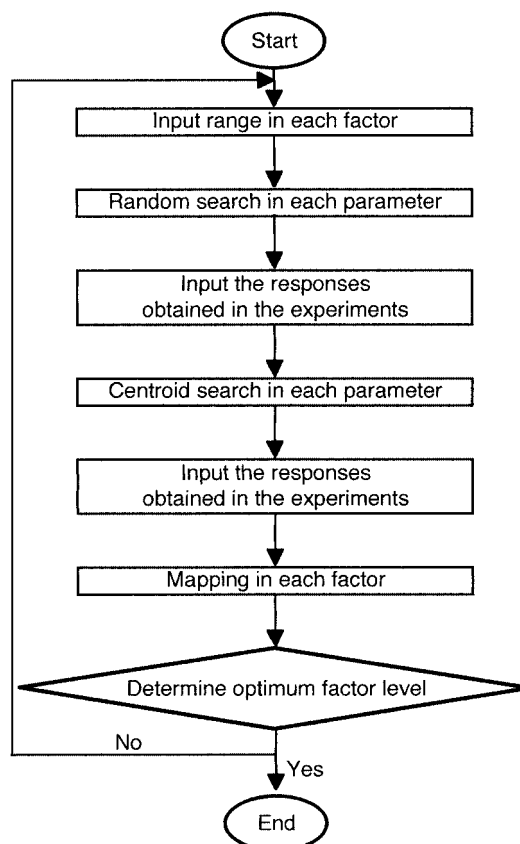 Start
Input range in each factor
Random search in each parameter
Input the responses
obtained in the experiments
Centroid search in each parameter
Input the responses
obtained in the experiments
Mapping in each factor
Determine optimum factor level
No
Yes
End